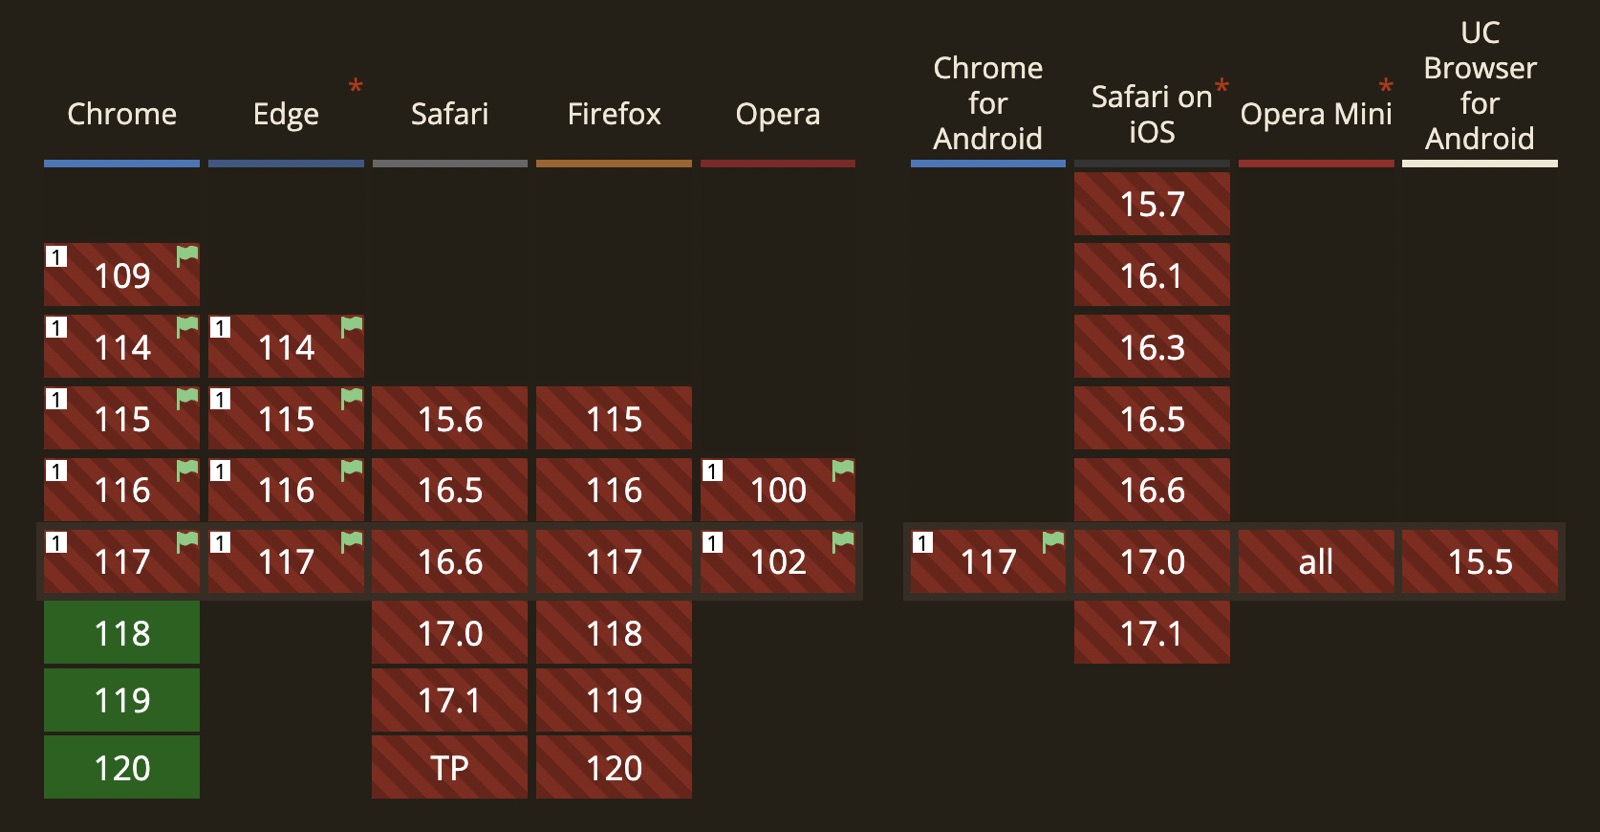 Chrome
Edge *
Safari
Firefox
Opera
Chrome
for
Android
Safari on *
iOS
Opera Mini *
UC
Browser
for
Android
15.7
1 109 16.1
1 114 1 114 16.3
1 115 1 115 15.6 115 16.5
1 116 1 116 16.5 116 1 100 16.6
1 117 1 117 16.6 117 1 102 1 117 17.0 all 15.5
118 17.0 118 17.1
119 17.1 119
120 TP 120